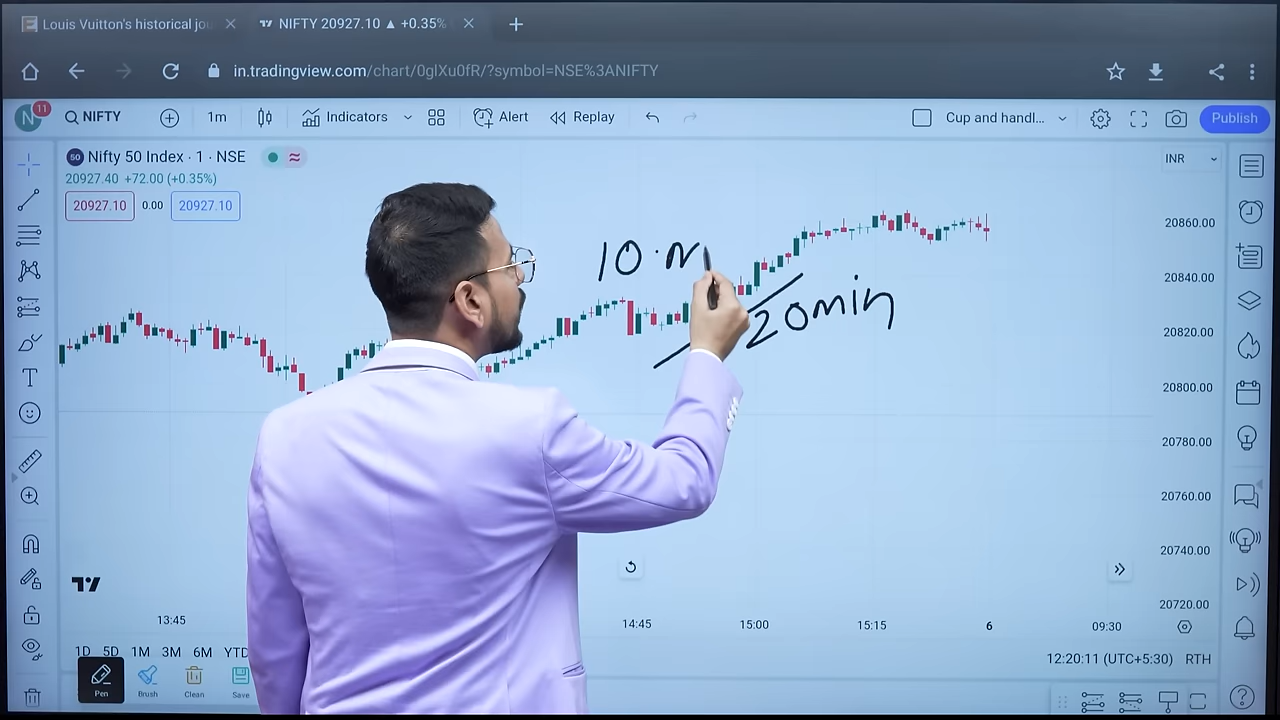 Louis Vuitton's historical jou
NIFTY 20927.10 ▲ +0.35%
in.tradingview.com/chart/0glXu0fR/?symbol=NSE%3ANIFTY
N 11 NIFTY 1m Indicators Alert Replay Cup and handl... Publish
50 Nifty 50 Index · 1 · NSE
INR
20927.40 +72.00 (+0.35%)
20927.10 0.00 20927.10
20860.00
10
20840.00
20min
20820.00
20800.00
20780.00
20760.00
20740.00
20720.00
13:45 14:45 15:00 15:15 6 09:30
1D 5D 1M 3M 6M YTD
12:20:11 (UTC+5:30) RTH
Pen Brush Clean Save